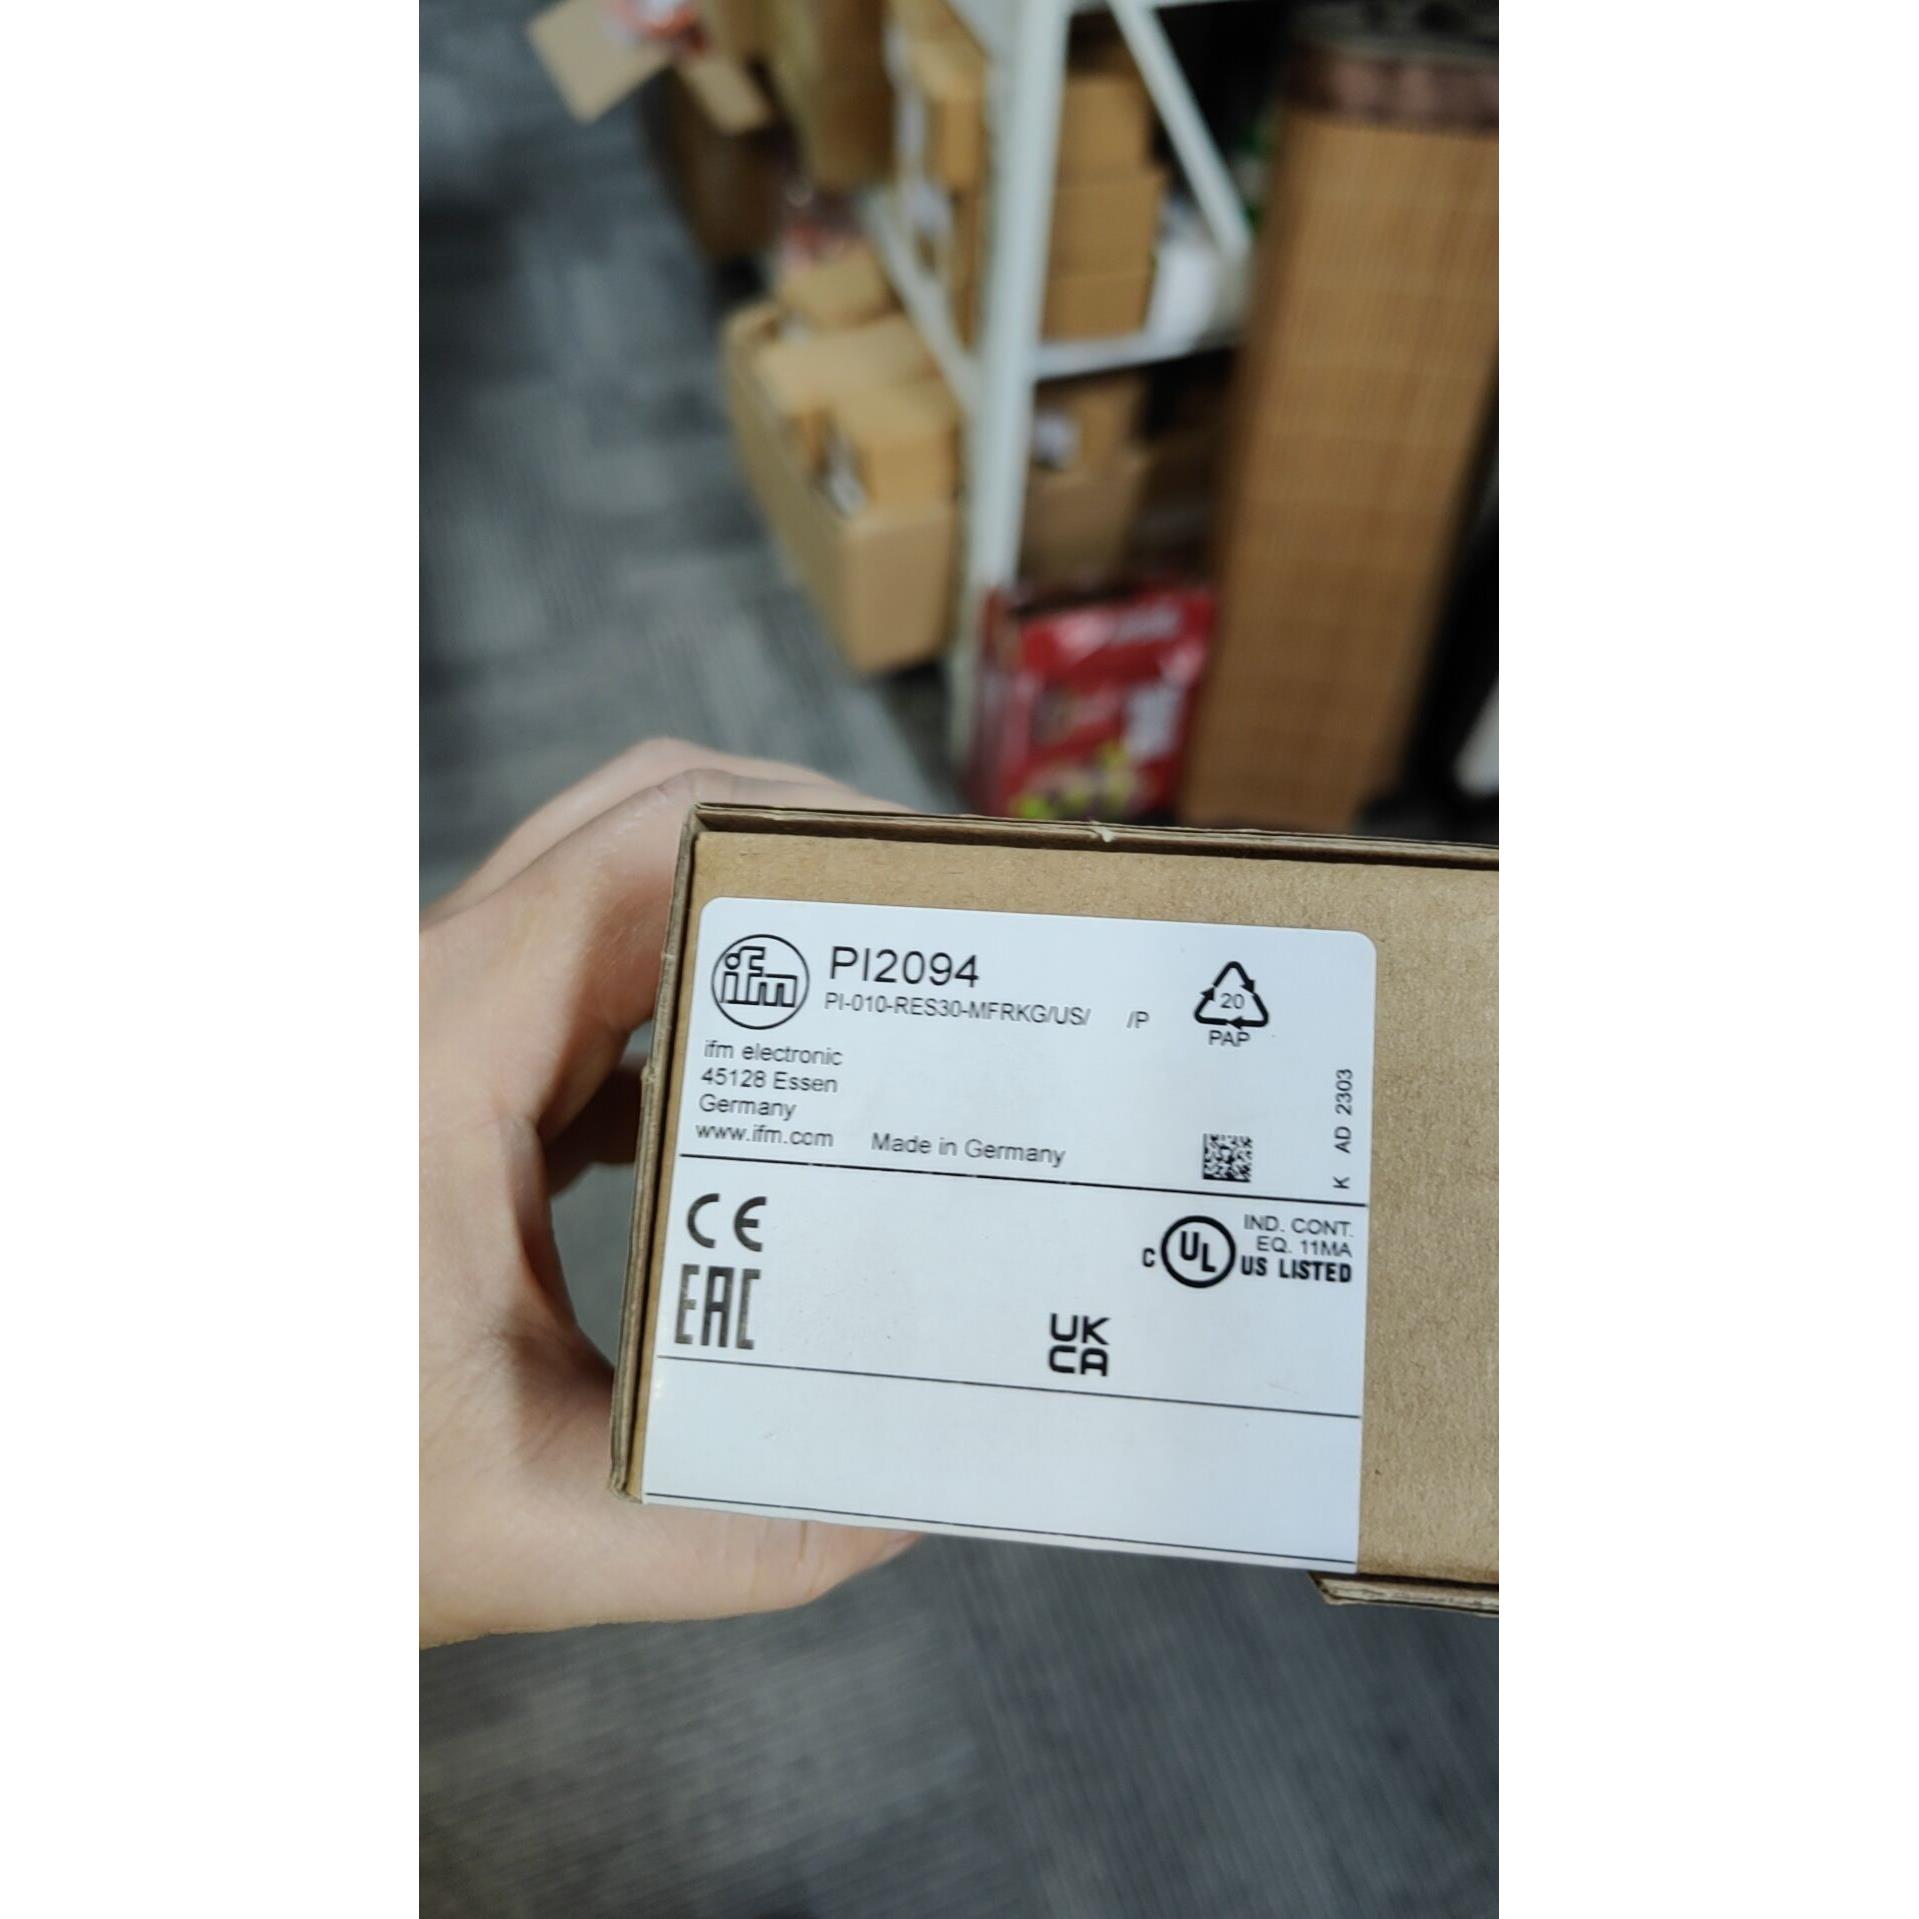 ifm
PI2094
PI-010-RES30-MFRKG/US/ /P
20
PAP
ifm electronic
45128 Essen
Germany
www.ifm.com Made in Germany
K AD 2303
CE
EAC
C UL US LISTED
IND. CONT.
EQ. 11MA
UK
CA